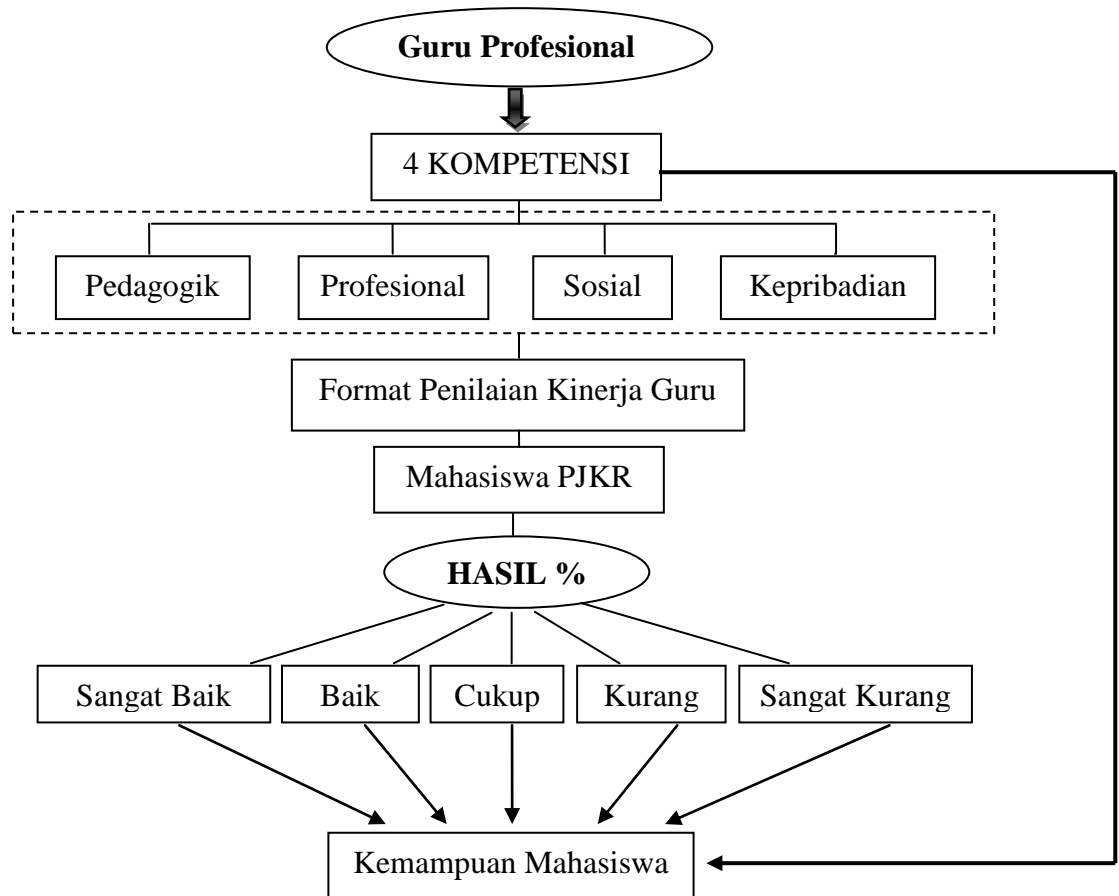 Guru Profesional
4 KOMPETENSI
Pedagogik
Profesional
Sosial
Kepribadian
Format Penilaian Kinerja Guru
Mahasiswa PJKR
HASIL %
Sangat Baik
Baik
Cukup
Kurang
Sangat Kurang
Kemampuan Mahasiswa